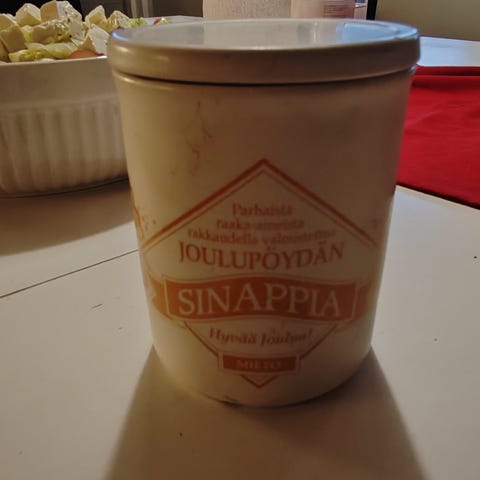 Parhaista
raaka-aineista
rakkaudella valmistettua
JOULUPÖYDÄN
SINAPPIA
Hyvää Joulua!
MIETO